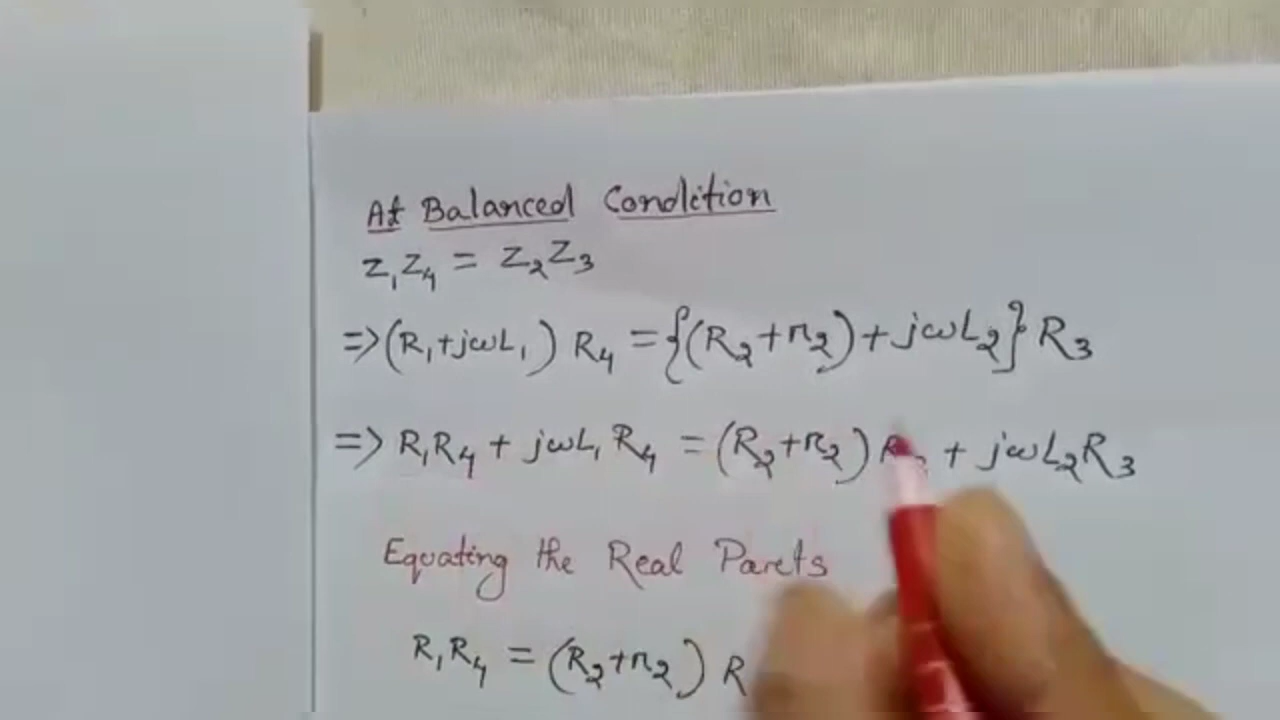 At Balanced Condition
Z₁Z₄ = Z₂Z₃
=> (R₁+jωL₁) R₄ = {(R₂+r₂)+jωL₂} R₃
=> R₁R₄ + jωL₁R₄ = (R₂+r₂) R + jωL₂R₃
Equating the Real Parts
R₁R₄ = (R₂+r₂) R